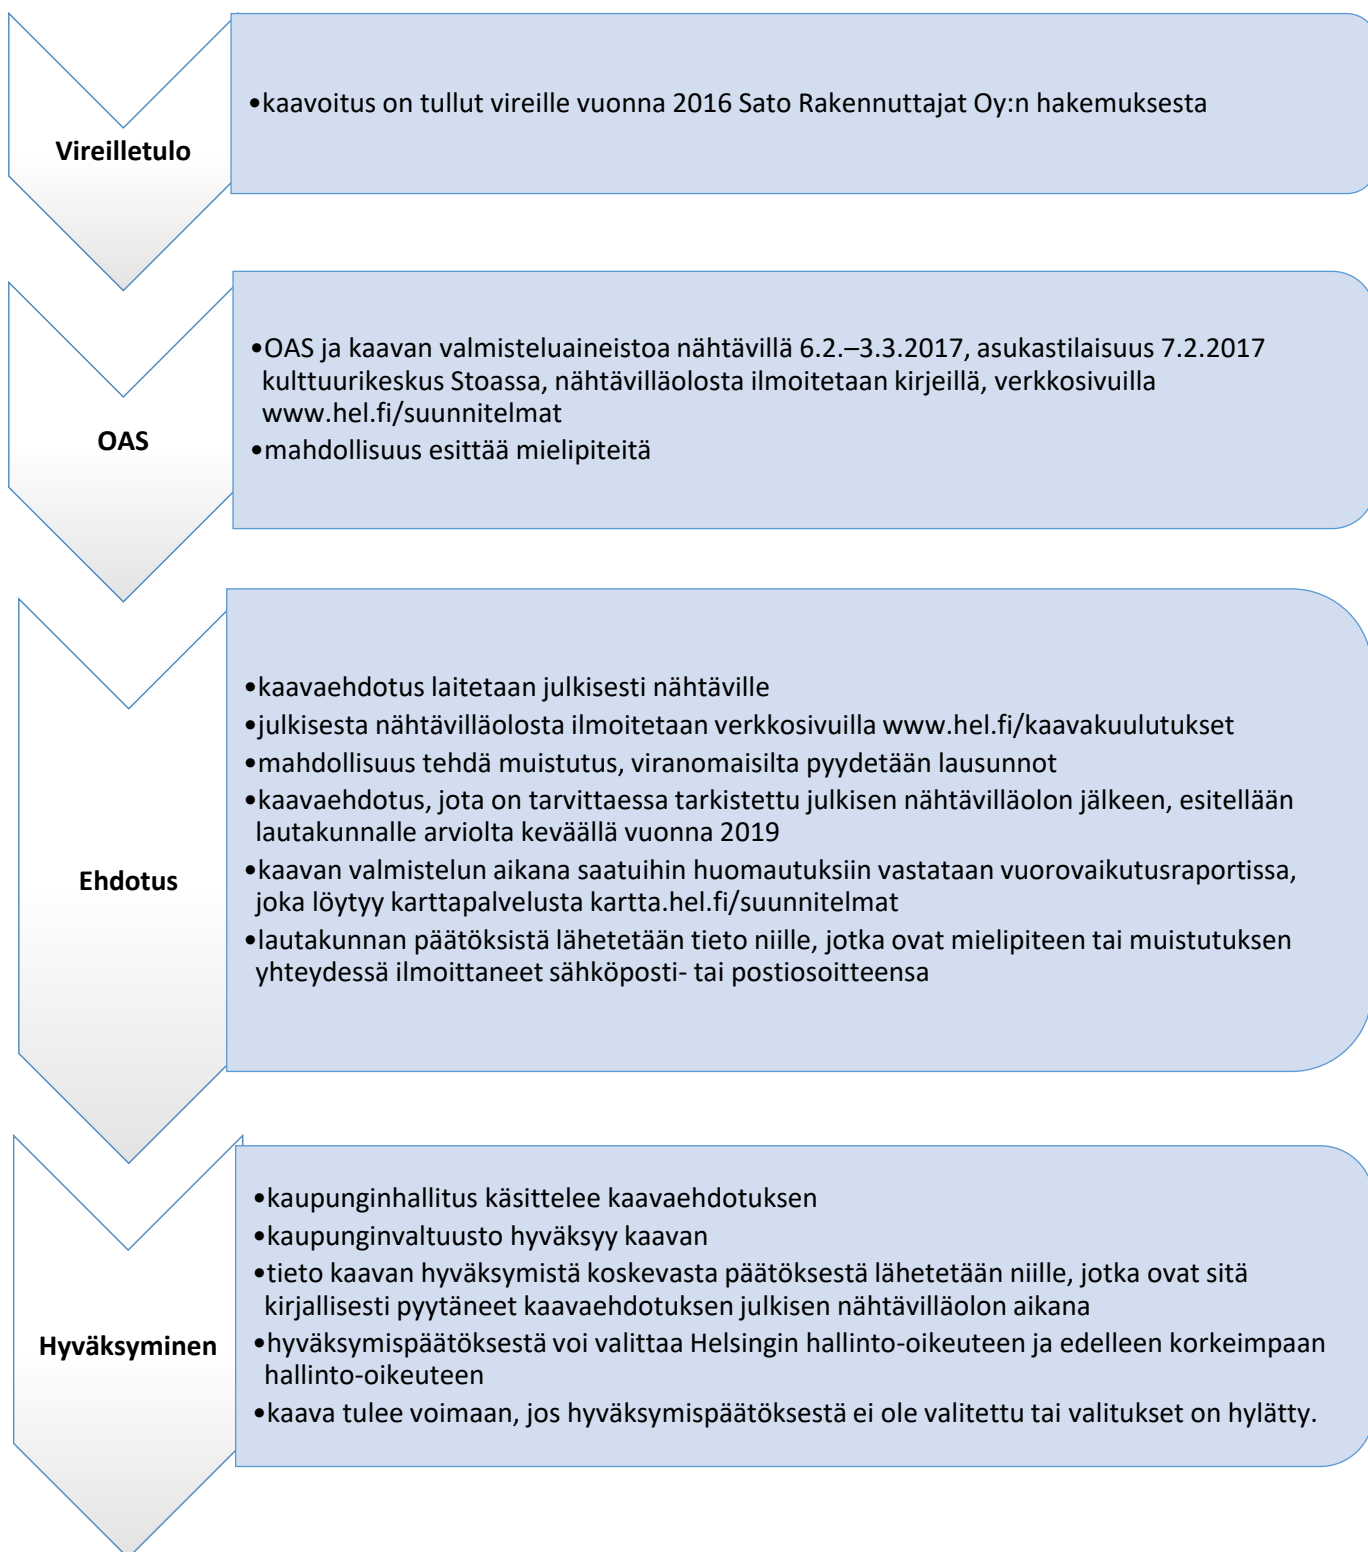 Vireilletulo
•kaavoitus on tullut vireille vuonna 2016 Sato Rakennuttajat Oy:n hakemuksesta
OAS
•OAS ja kaavan valmisteluaineistoa nähtävillä 6.2.–3.3.2017, asukastilaisuus 7.2.2017
kulttuurikeskus Stoassa, nähtävilläolosta ilmoitetaan kirjeillä, verkkosivuilla
www.hel.fi/suunnitelmat
•mahdollisuus esittää mielipiteitä
Ehdotus
•kaavaehdotus laitetaan julkisesti nähtäville
•julkisesta nähtävilläolosta ilmoitetaan verkkosivuilla www.hel.fi/kaavakuulutukset
•mahdollisuus tehdä muistutus, viranomaisilta pyydetään lausunnot
•kaavaehdotus, jota on tarvittaessa tarkistettu julkisen nähtävilläolon jälkeen, esitellään
lautakunnalle arviolta keväällä vuonna 2019
•kaavan valmistelun aikana saatuihin huomautuksiin vastataan vuorovaikutusraportissa,
joka löytyy karttapalvelusta kartta.hel.fi/suunnitelmat
•lautakunnan päätöksistä lähetetään tieto niille, jotka ovat mielipiteen tai muistutuksen
yhteydessä ilmoittaneet sähköposti- tai postiosoitteensa
Hyväksyminen
•kaupunginhallitus käsittelee kaavaehdotuksen
•kaupunginvaltuusto hyväksyy kaavan
•tieto kaavan hyväksymistä koskevasta päätöksestä lähetetään niille, jotka ovat sitä
kirjallisesti pyytäneet kaavaehdotuksen julkisen nähtävilläolon aikana
•hyväksymispäätöksestä voi valittaa Helsingin hallinto-oikeuteen ja edelleen korkeimpaan
hallinto-oikeuteen
•kaava tulee voimaan, jos hyväksymispäätöksestä ei ole valitettu tai valitukset on hylätty.